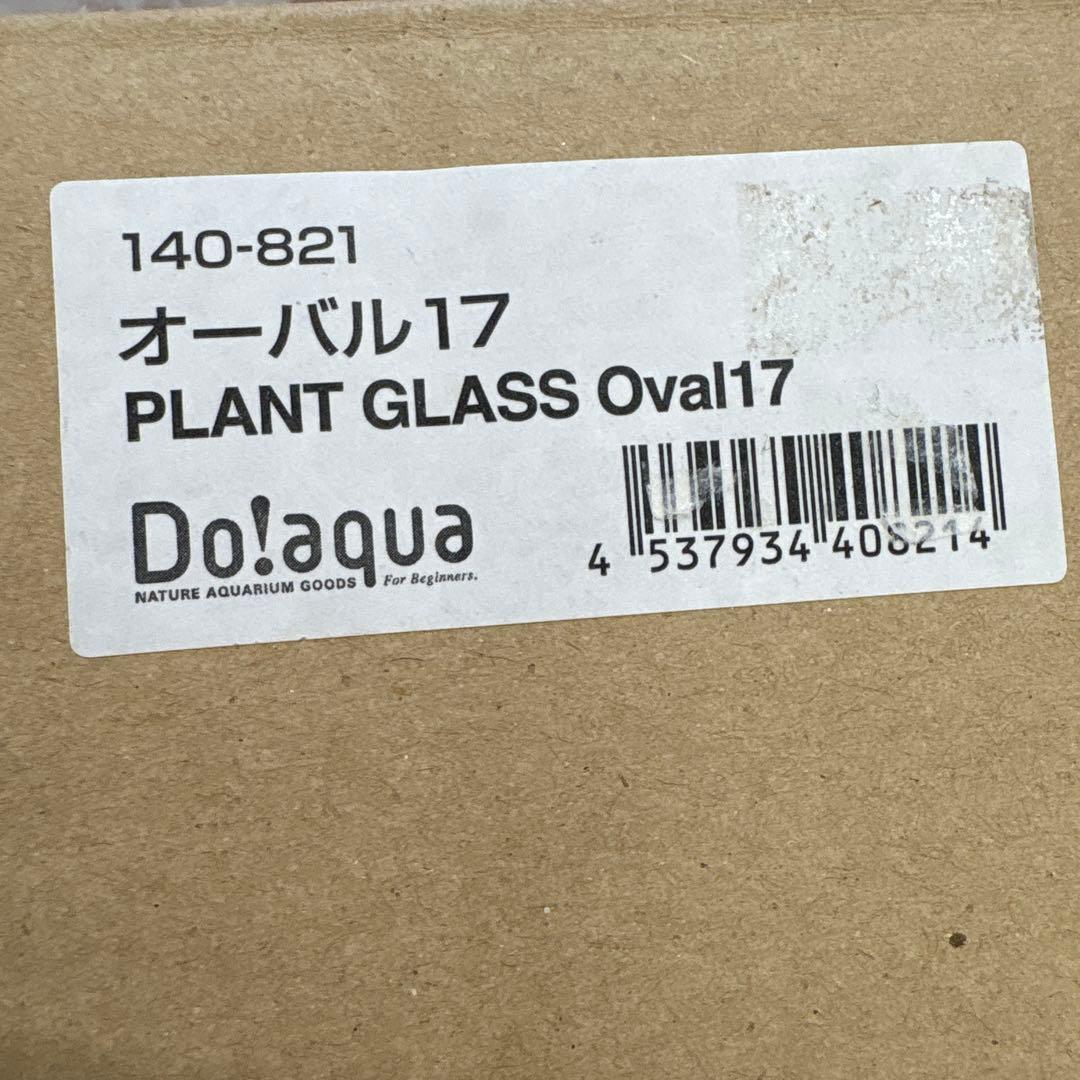 140-821
オーバル17
PLANT GLASS Oval17
Do!aqua
NATURE AQUARIUM GOODS For Beginners.
4 537934 408214